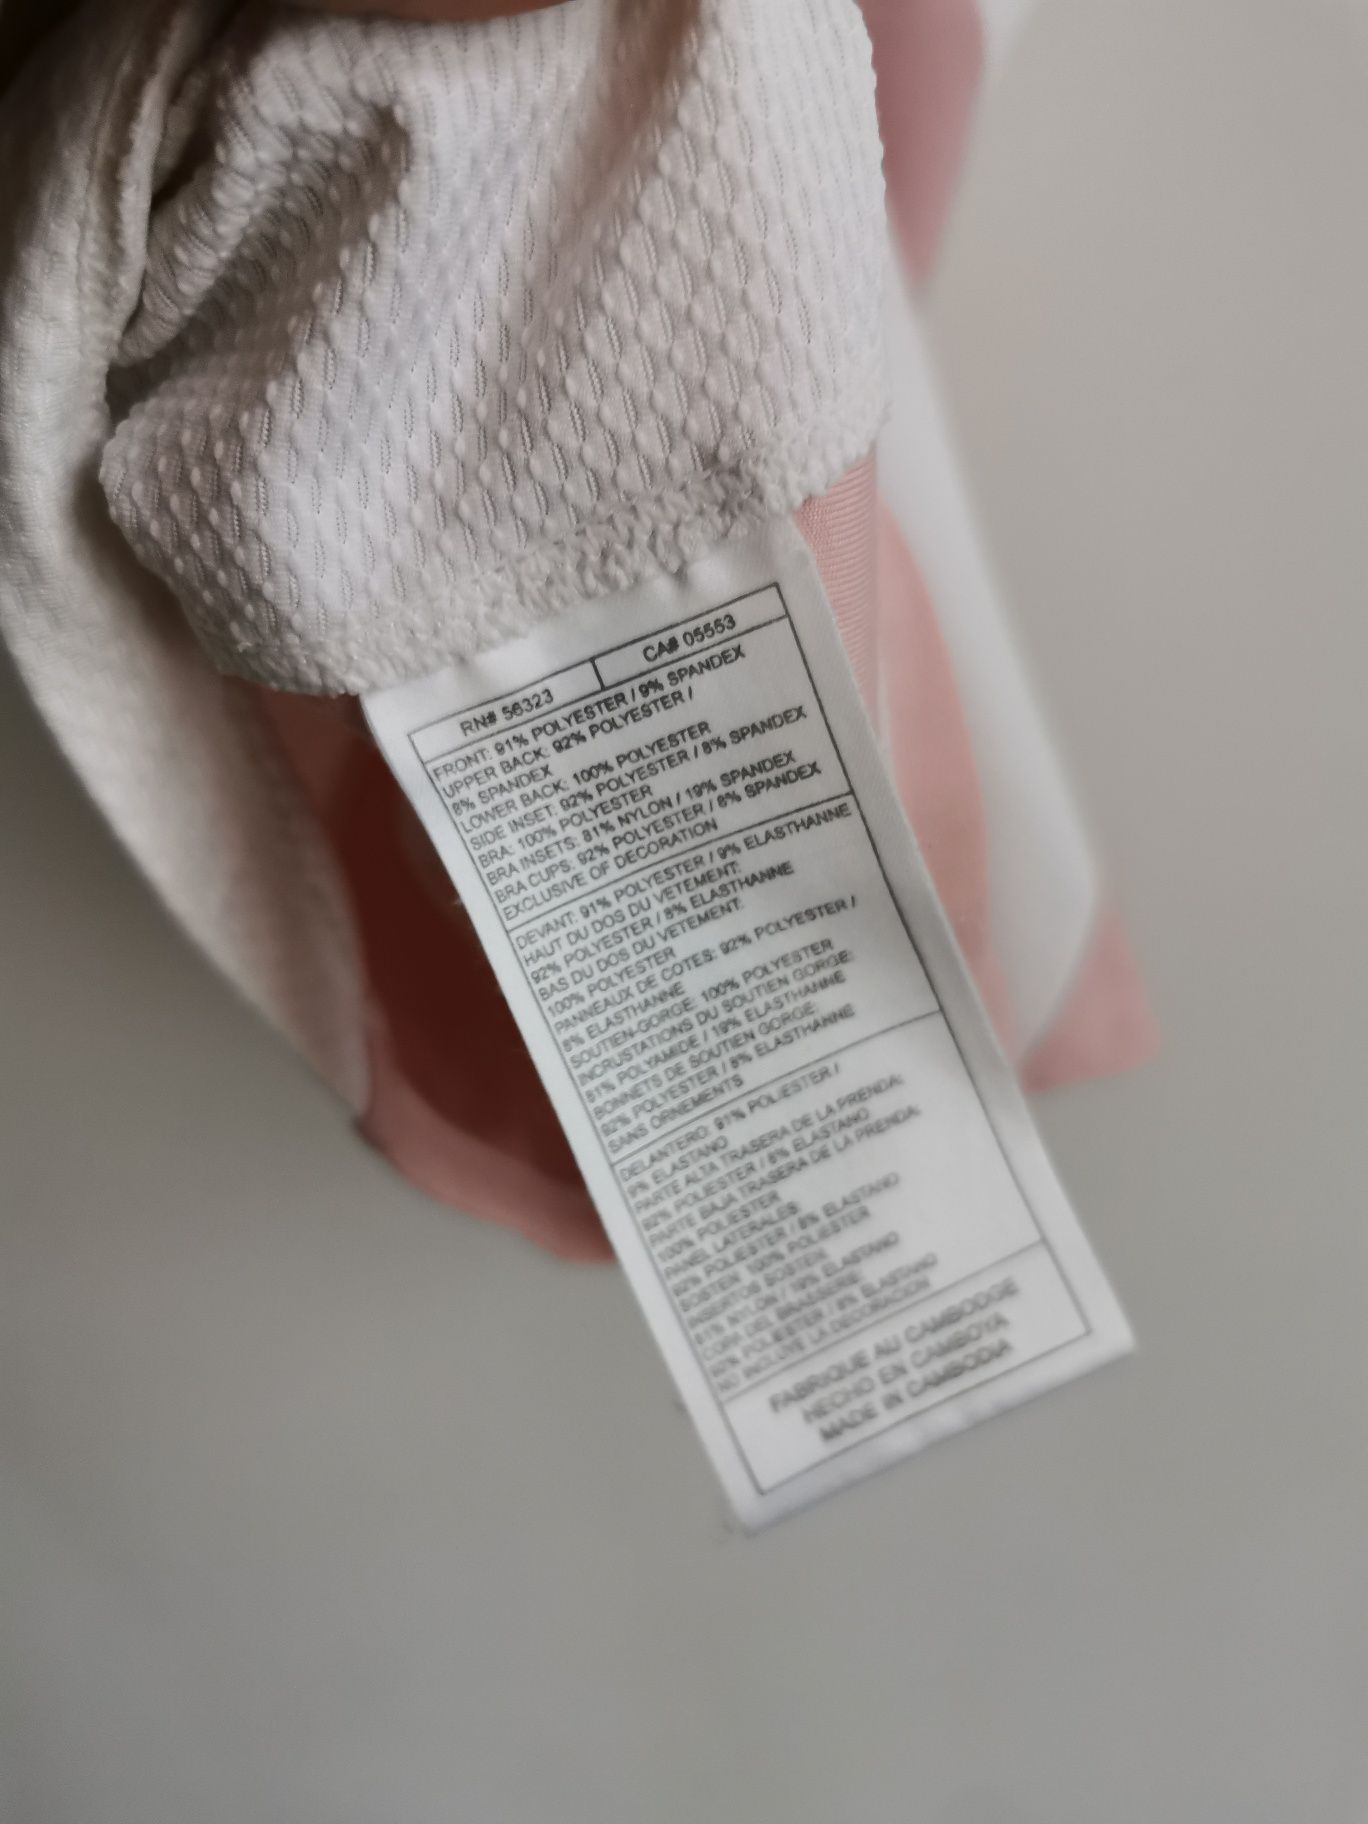 RN# 56323
CA# 05553
FRONT: 91% POLYESTER / 9% SPANDEX
UPPER BACK: 92% POLYESTER /
8% SPANDEX
LOWER BACK: 100% POLYESTER
SIDE INSET: 92% POLYESTER / 8% SPANDEX
BRA: 100% POLYESTER
BRA INSETS: 81% NYLON / 19% SPANDEX
BRA CUPS: 92% POLYESTER / 8% SPANDEX
EXCLUSIVE OF DECORATION
DEVANT: 91% POLYESTER / 9% ELASTHANNE
HAUT DU DOS DU VETEMENT:
92% POLYESTER / 8% ELASTHANNE
BAS DU DOS DU VETEMENT:
100% POLYESTER
PANNEAUX DE COTES: 92% POLYESTER /
8% ELASTHANNE
SOUTIEN-GORGE: 100% POLYESTER
INCRUSTATIONS DU SOUTIEN GORGE:
81% POLYAMIDE / 19% ELASTHANNE
BONNETS DE SOUTIEN GORGE:
92% POLYESTER / 8% ELASTHANNE
SANS ORNEMENTS
DELANTERO: 91% POLIESTER /
9% ELASTANO
PARTE ALTA TRASERA DE LA PRENDA:
92% POLIESTER / 8% ELASTANO
PARTE BAJA TRASERA DE LA PRENDA:
100% POLIESTER
PANEL LATERALES:
92% POLIESTER / 8% ELASTANO
SOSTEN: 100% POLIESTER
INSERTOS SOSTEN:
81% NYLON / 19% ELASTANO
COPA DEL BRASSIERE:
92% POLIESTER / 8% ELASTANO
NO INCLUYE LA DECORACION
FABRIQUE AU CAMBODGE
HECHO EN CAMBOYA
MADE IN CAMBODIA